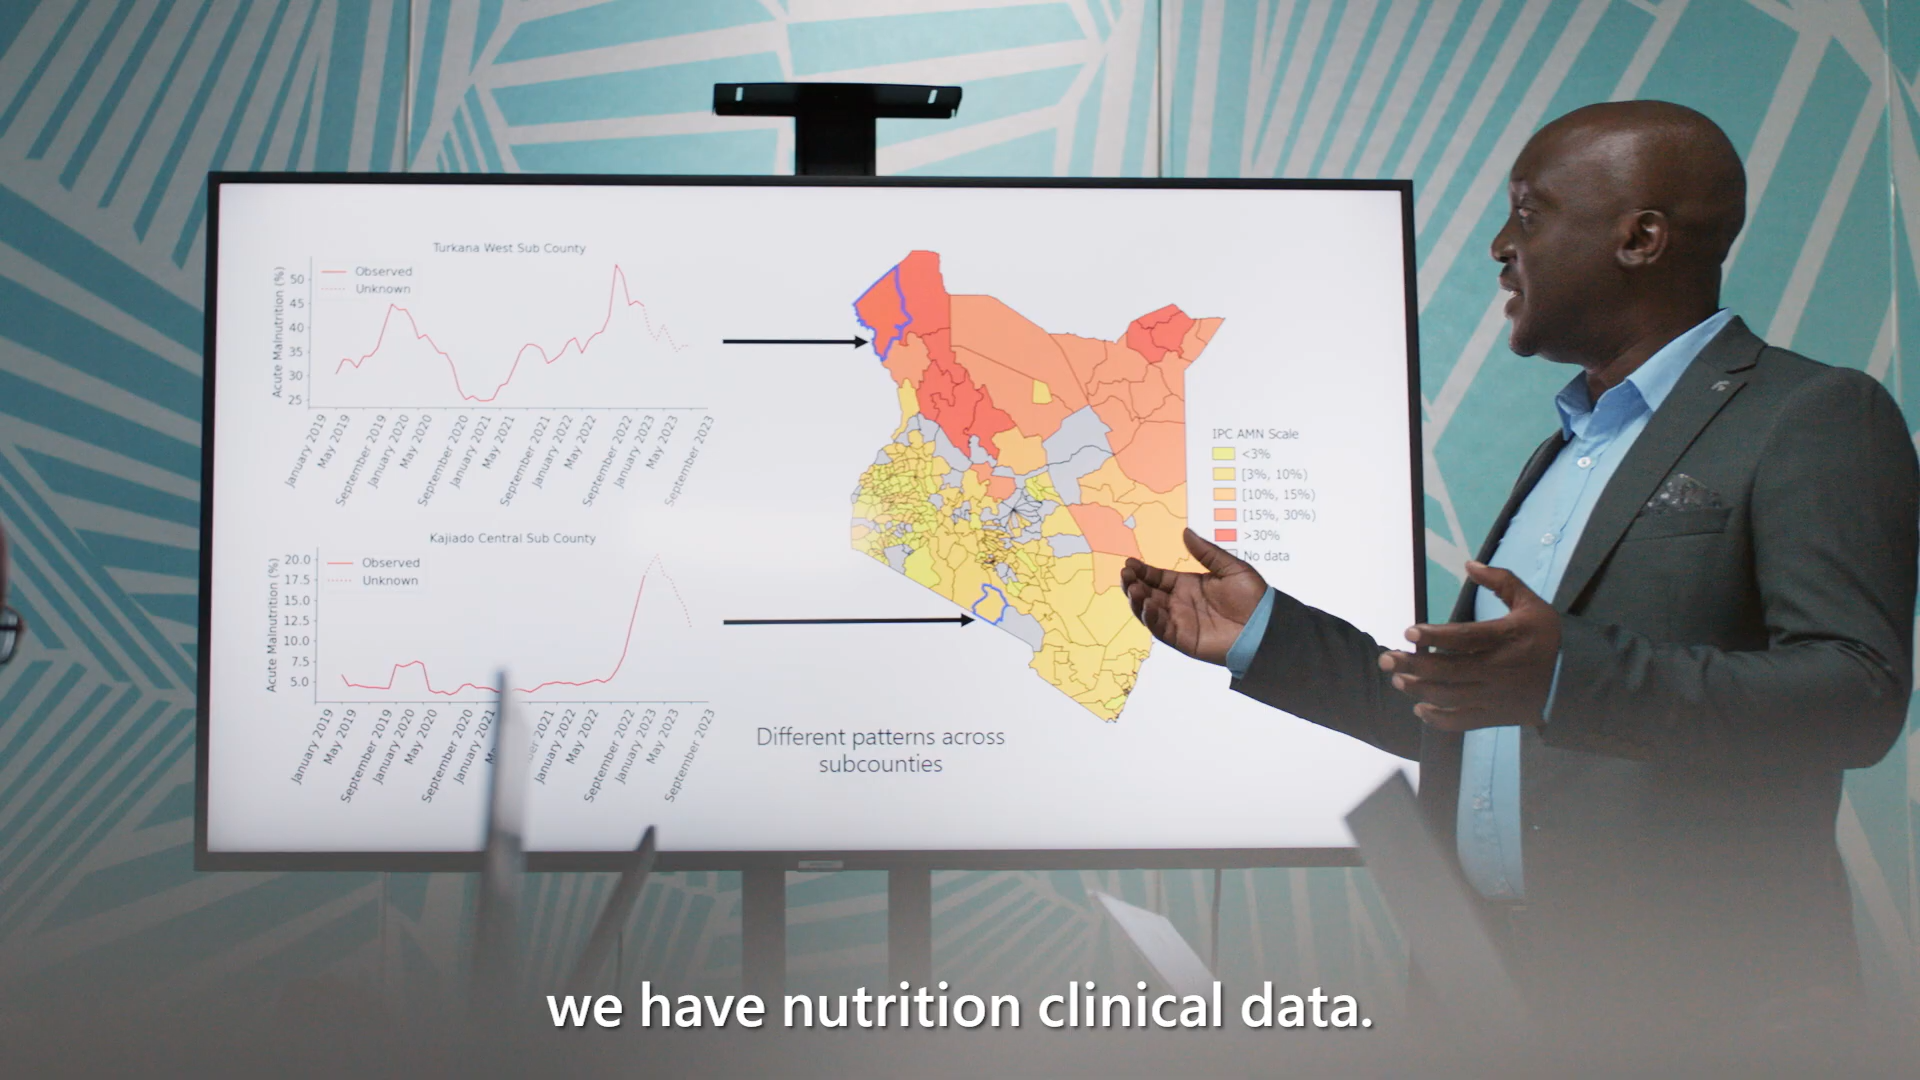 Turkana West Sub County
Observed
Unknown
Acute Malnutrition (%)
50
45
40
35
30
25
January 2019
May 2019
September 2019
January 2020
May 2020
September 2020
January 2021
May 2021
September 2021
January 2022
May 2022
September 2022
January 2023
May 2023
September 2023
Kajiado Central Sub County
Observed
Unknown
Acute Malnutrition (%)
20.0
17.5
15.0
12.5
10.0
7.5
5.0
January 2019
May 2019
September 2019
January 2020
May 2020
September 2020
January 2021
2021
January 2022
May 2022
September 2022
January 2023
May 2023
September 2023
IPC AMN Scale
<3%
[3%, 10%)
[10%, 15%)
[15%, 30%)
>30%
No data
Different patterns across
subcounties
we have nutrition clinical data.